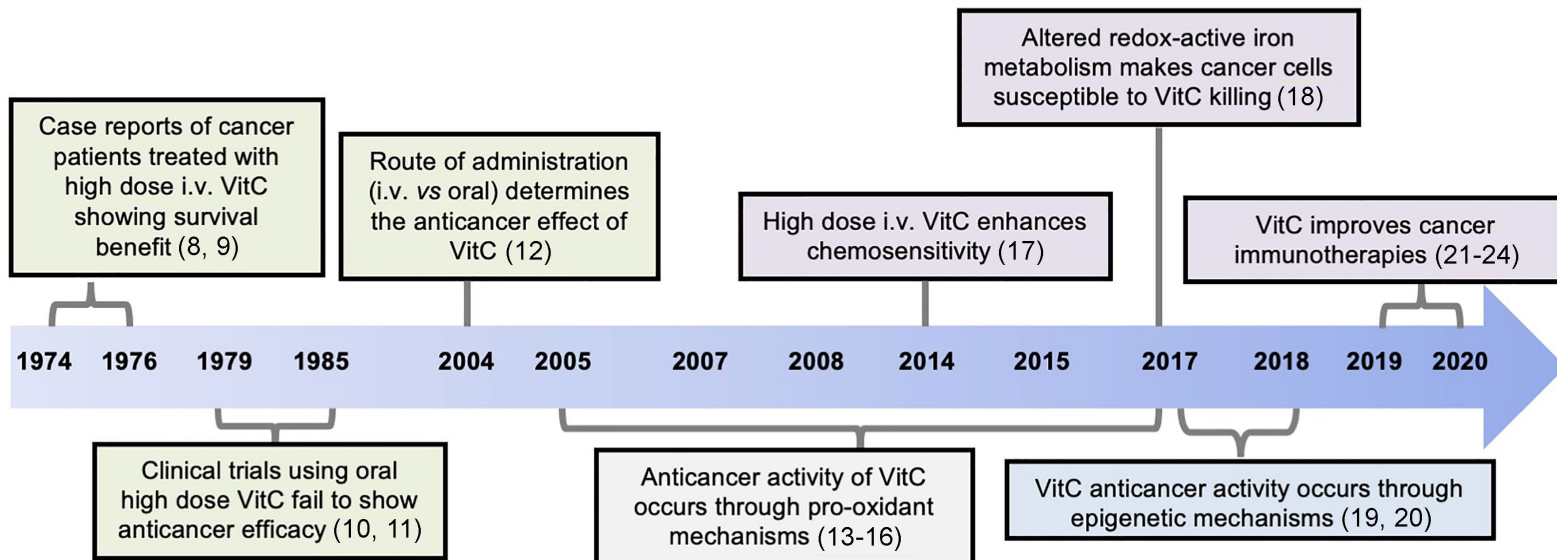 Altered redox-active iron
metabolism makes cancer cells
susceptible to VitC killing (18)
Case reports of cancer
patients treated with
high dose i.v. VitC
showing survival
benefit (8, 9)
Route of administration
(i.v. vs oral) determines
the anticancer effect of
VitC (12)
High dose i.v. VitC enhances
chemosensitivity (17)
VitC improves cancer
immunotherapies (21-24)
1974 1976 1979 1985 2004 2005 2007 2008 2014 2015 2017 2018 2019 2020
Clinical trials using oral
high dose VitC fail to show
anticancer efficacy (10, 11)
Anticancer activity of VitC
occurs through pro-oxidant
mechanisms (13-16)
VitC anticancer activity occurs through
epigenetic mechanisms (19, 20)